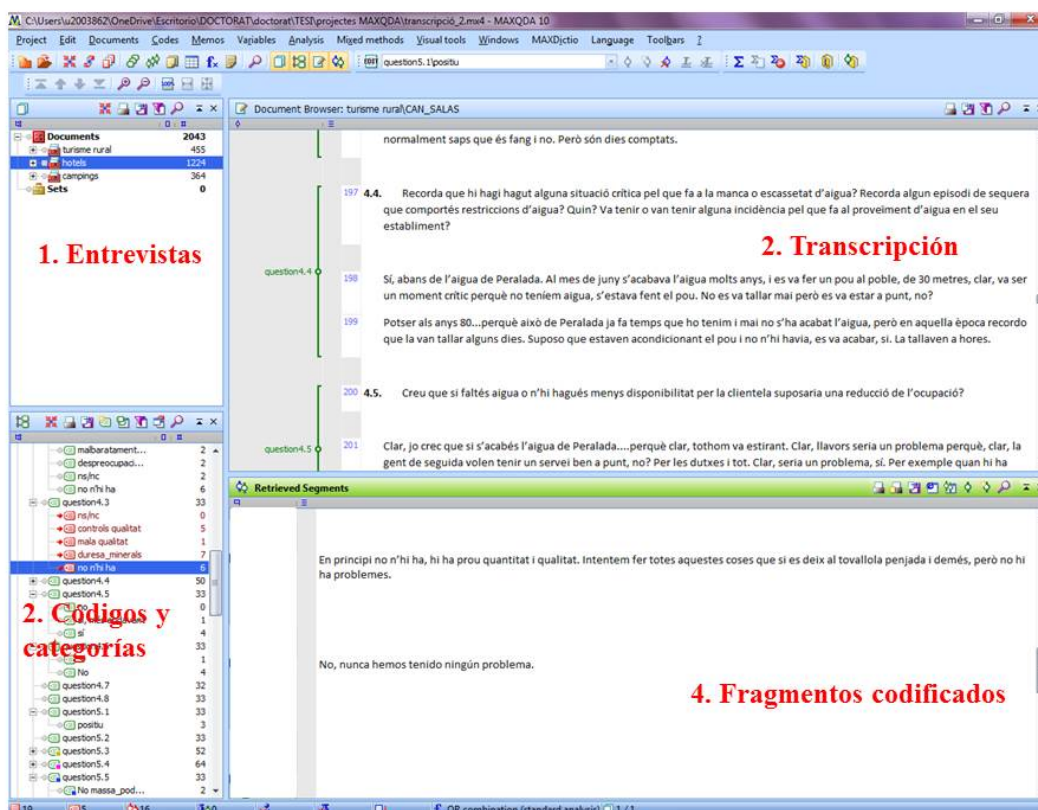 C:\Users\u2003862\OneDrive\Escritorio\DOCTORAT\doctorat\TESI\projectes MAXQDA\transcripció_2.mx4 - MAXQDA 10
Project Edit Documents Codes Memos Variables Analysis Mixed methods Visual tools Windows MAXDictio Language Toolbars ?
question5.1\positiu
Documents 2043
turisme rural 455
hotels 1224
campings 364
Sets 0
1. Entrevistas
Document Browser: turisme rural\CAN_SALAS
normalment saps que és fang i no. Però són dies comptats.
197 4.4. Recorda que hi hagi hagut alguna situació crítica pel que fa a la manca o escassetat d'aigua? Recorda algun episodi de sequera
que comportés restriccions d'aigua? Quin? Va tenir o van tenir alguna incidència pel que fa al proveïment d'aigua en el seu
establiment?
2. Transcripción
question4.4
198 Sí, abans de l'aigua de Peralada. Al mes de juny s'acabava l'aigua molts anys, i es va fer un pou al poble, de 30 metres, clar, va ser
un moment crític perquè no teníem aigua, s'estava fent el pou. No es va tallar mai però es va estar a punt, no?
199 Potser als anys 80...perquè això de Peralada ja fa temps que ho tenim i mai no s'ha acabat l'aigua, però en aquella època recordo
que la van tallar alguns dies. Suposo que estaven acondicionant el pou i no n'hi havia, es va acabar, si. La tallaven a hores.
200 4.5. Creu que si faltés aigua o n'hi hagués menys disponibilitat per la clientela suposaria una reducció de l'ocupació?
question4.5
201 Clar, jo crec que si s'acabés l'aigua de Peralada....perquè clar, tothom va estirant. Clar, llavors seria un problema perquè, clar, la
gent de seguida volen tenir un servei ben a punt, no? Per les dutxes i tot. Clar, seria un problema, sí. Per exemple quan hi ha
malbaratament... 2
despreocupaci... 2
ns/nc 2
no n'hi ha 6
question4.3 33
ns/nc 0
controls qualitat 5
mala qualitat 1
duresa_minerals 7
no n'hi ha 6
question4.4 50
question4.5 33
no 0
1
sí 4
33
1
No 4
question4.7 32
question4.8 33
question5.1 33
positiu 3
question5.2 33
question5.3 52
question5.4 64
question5.5 33
No massa_pod... 2
2. Códigos y
categorías
Retrieved Segments
En principi no n'hi ha, hi ha prou quantitat i qualitat. Intentem fer totes aquestes coses que si es deix al tovallola penjada i demés, però no hi
ha problemes.
No, nunca hemos tenido ningún problema.
4. Fragmentos codificados
19 5 16 0 OR combination (standard analysis) 1 / 1